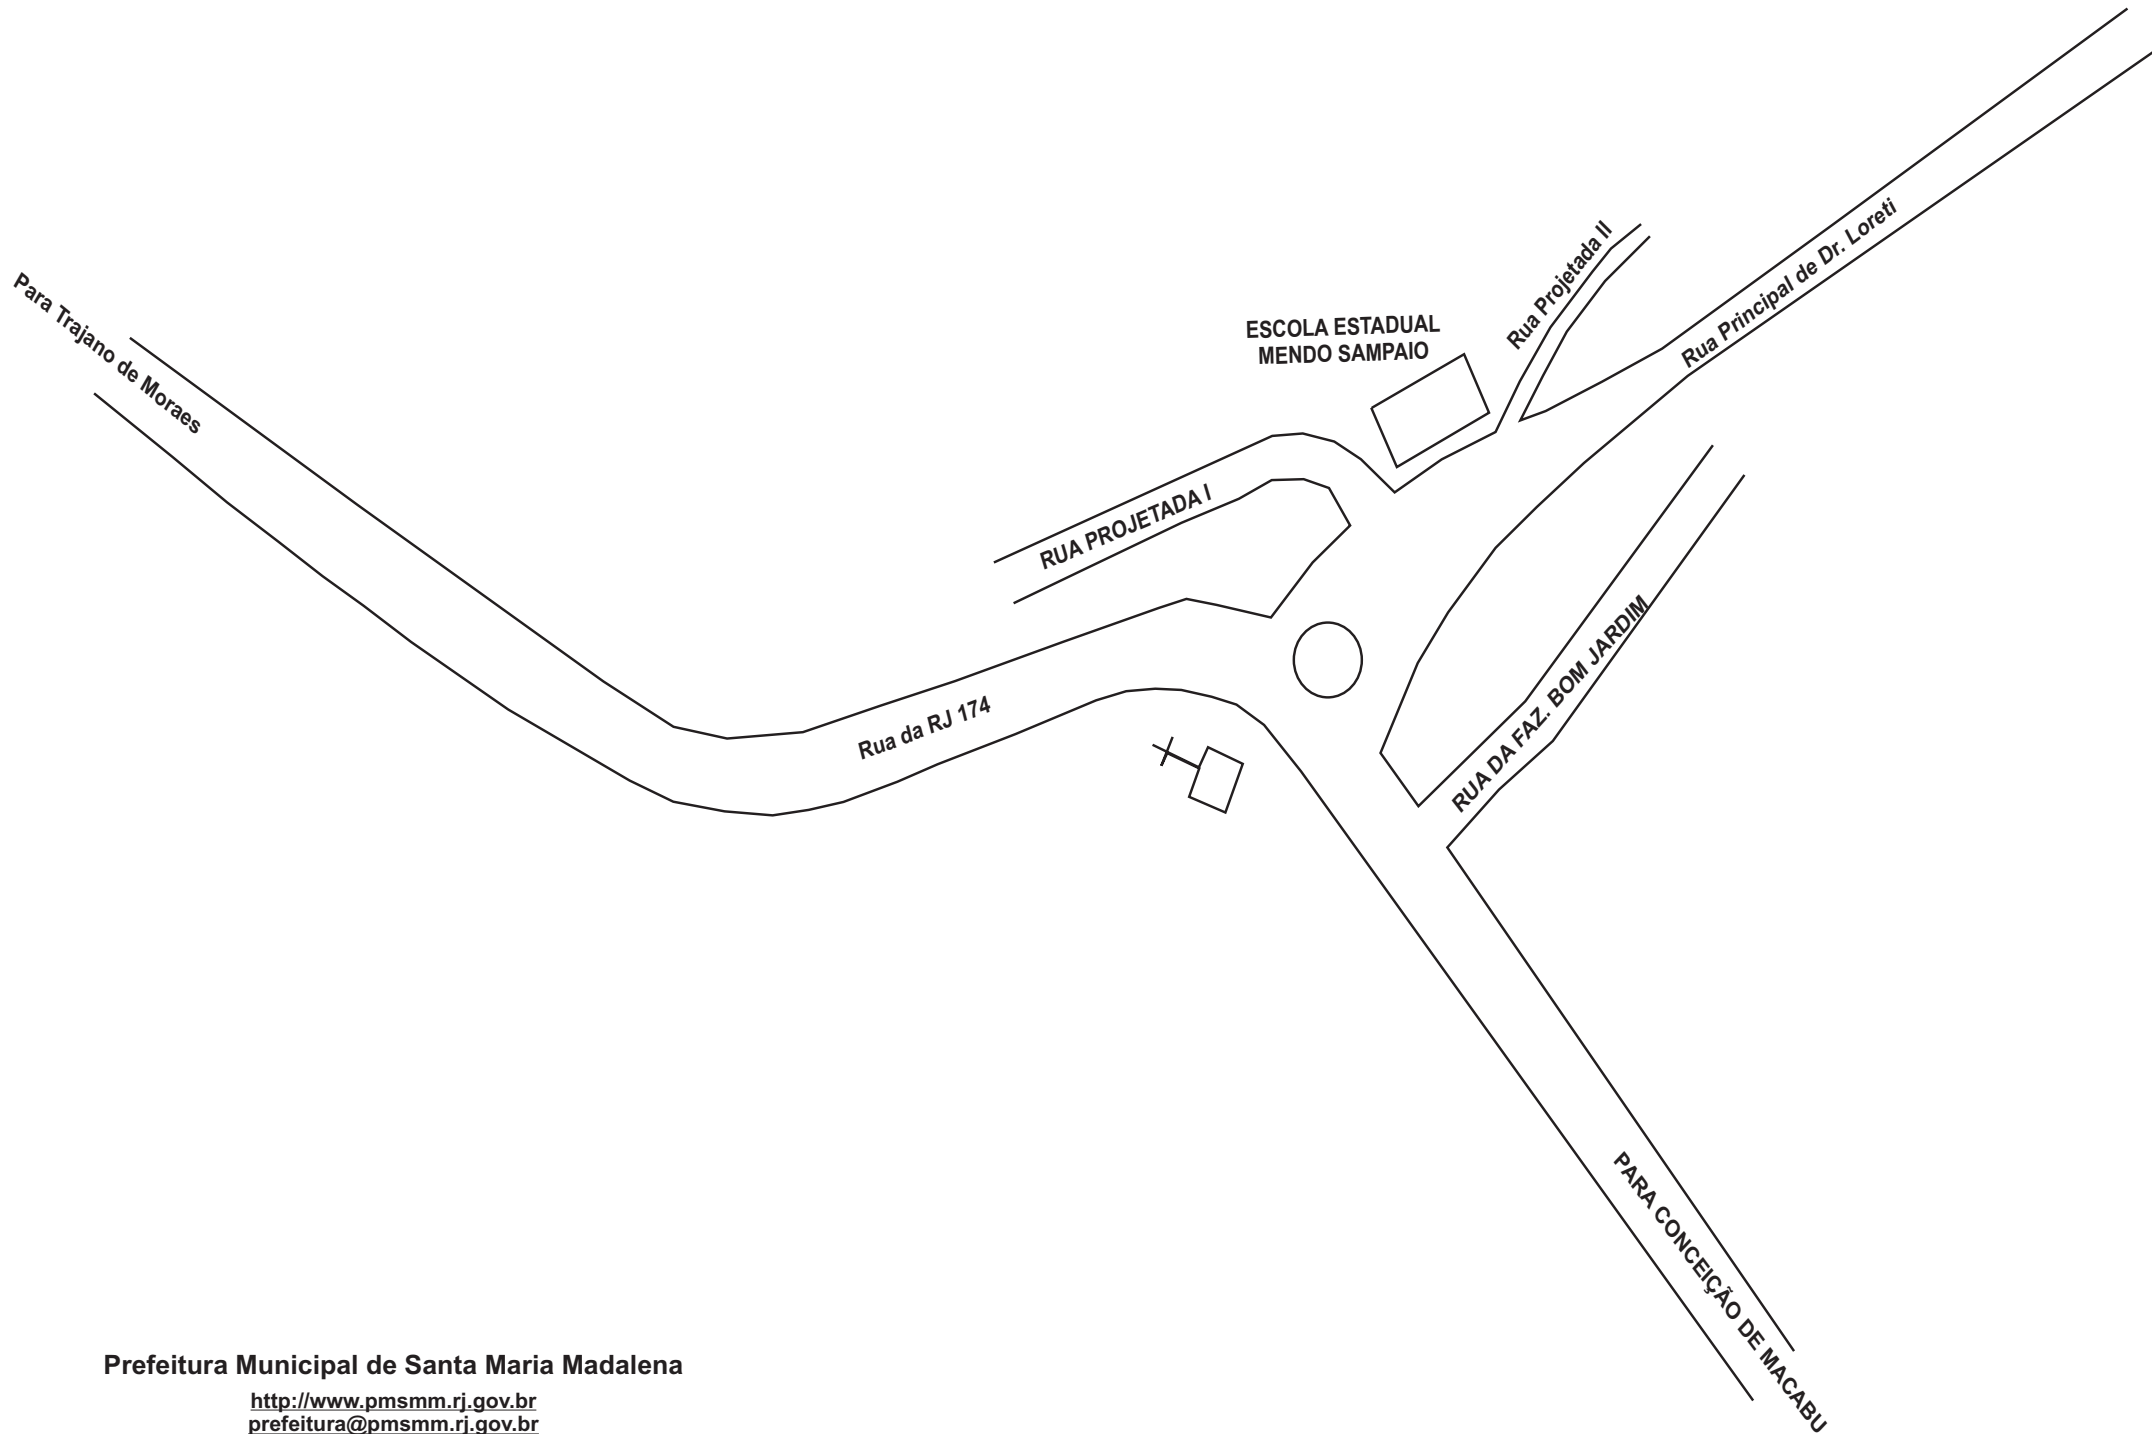 Rua Projetada II
Rua Principal de Dr. Loreti
Para Trajano de Moraes
ESCOLA ESTADUAL
MENDO SAMPAIO
RUA PROJETADA I
RUA DA FAZ. BOM JARDIM
Rua da RJ 174
PARA CONCEIÇÃO DE MACABU
Prefeitura Municipal de Santa Maria Madalena
http://www.pmsmm.rj.gov.br
prefeitura@pmsmm.rj.gov.br